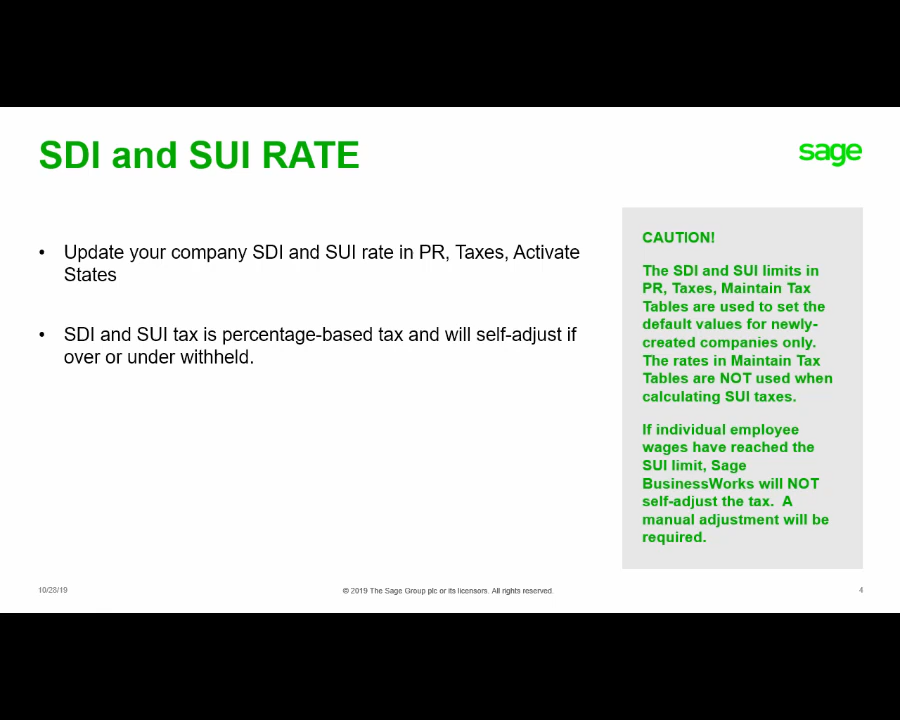 SDI and SUI RATE
sage
• Update your company SDI and SUI rate in PR, Taxes, Activate
States
• SDI and SUI tax is percentage-based tax and will self-adjust if
over or under withheld.
CAUTION!
The SDI and SUI limits in
PR, Taxes, Maintain Tax
Tables are used to set the
default values for newly-
created companies only.
The rates in Maintain Tax
Tables are NOT used when
calculating SUI taxes.
If individual employee
wages have reached the
SUI limit, Sage
BusinessWorks will NOT
self-adjust the tax. A
manual adjustment will be
required.
10/28/19
© 2019 The Sage Group plc or its licensors. All rights reserved.
4